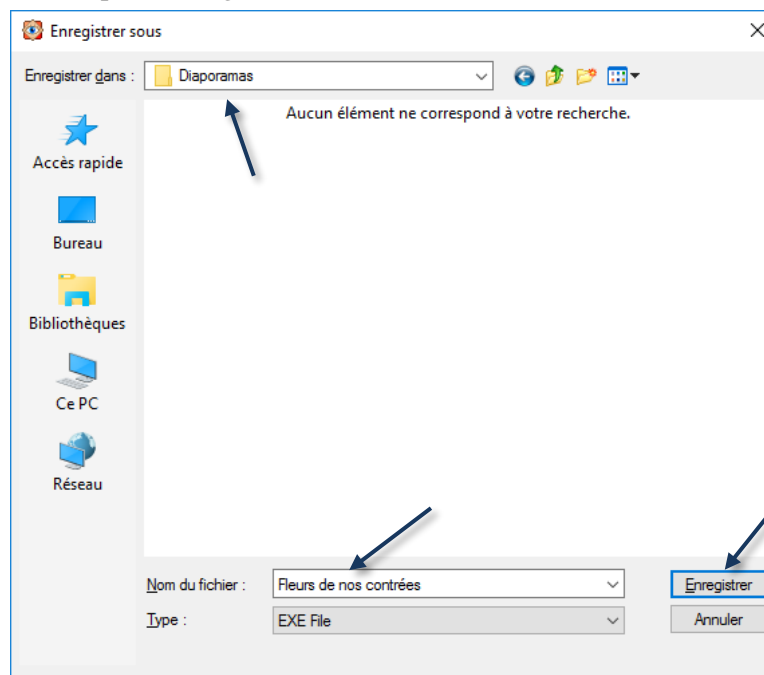 Enregistrer sous
Enregistrer dans :
Diaporamas
Aucun élément ne correspond à votre recherche.
Accès rapide
Bureau
Bibliothèques
Ce PC
Réseau
Nom du fichier :
Fleurs de nos contrées
Enregistrer
Type :
EXE File
Annuler